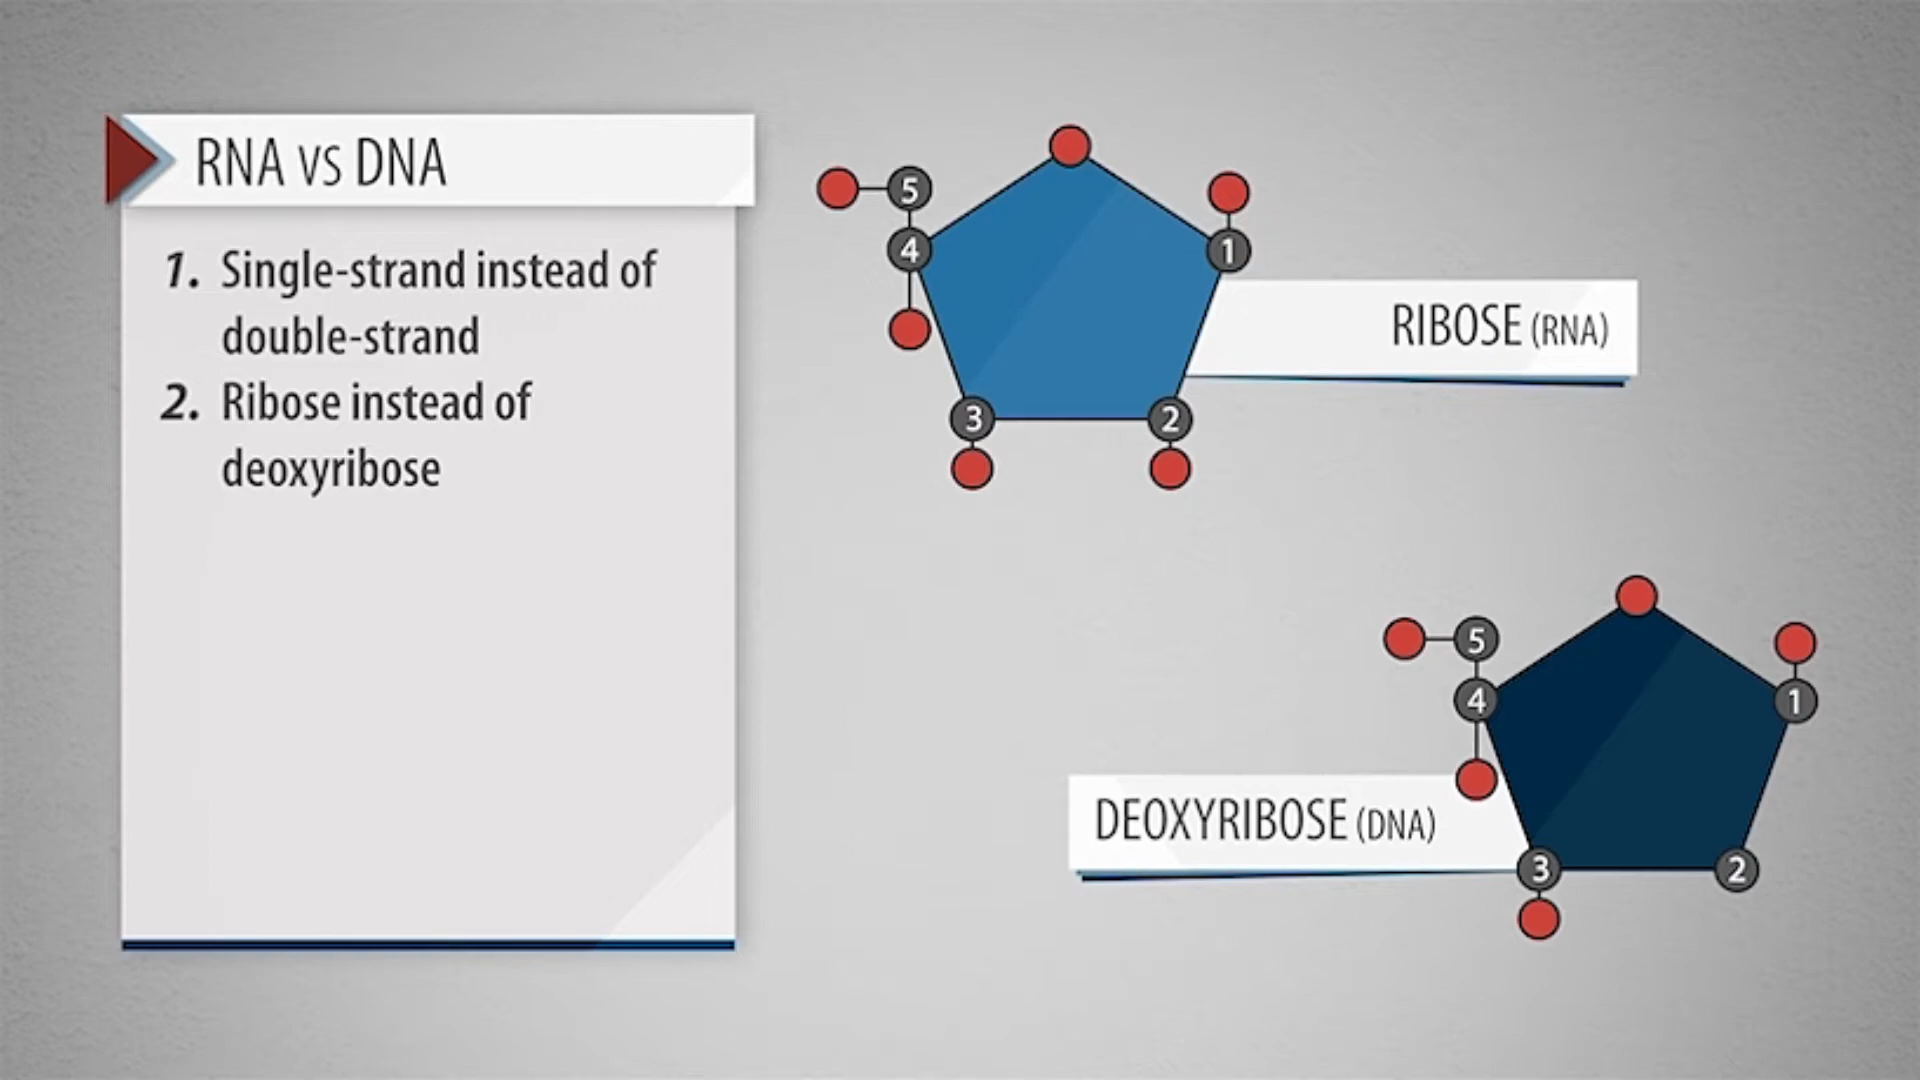 RNA VS DNA
1. Single-strand instead of
double-strand
2. Ribose instead of
deoxyribose
5
4
1
3
2
RIBOSE (RNA)
5
4
1
3
2
DEOXYRIBOSE (DNA)